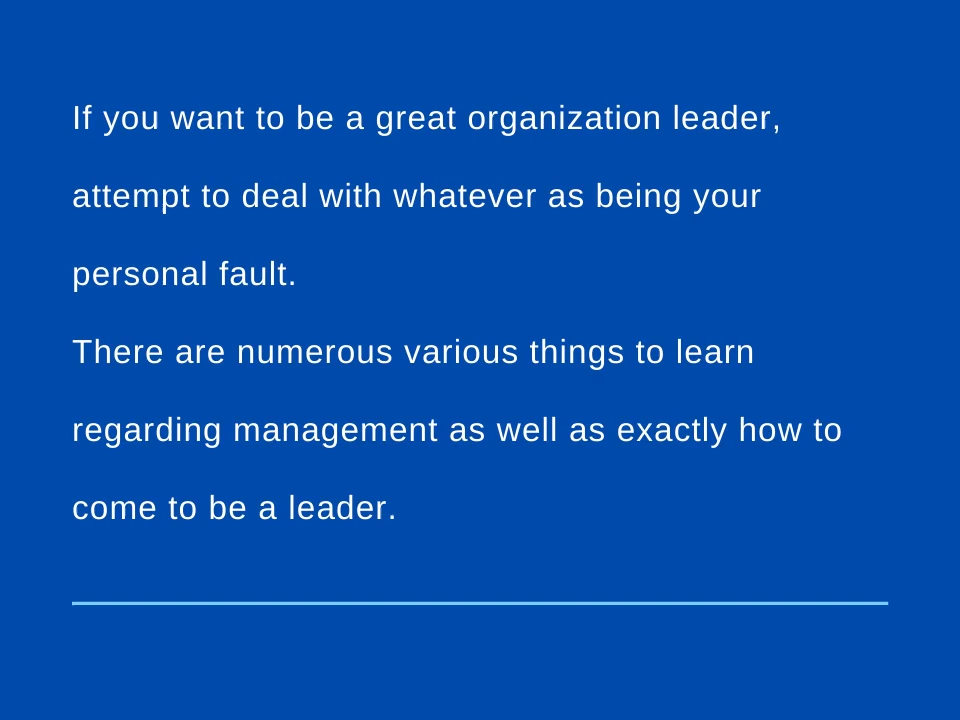 If you want to be a great organization leader,
attempt to deal with whatever as being your
personal fault.
There are numerous various things to learn
regarding management as well as exactly how to
come to be a leader.